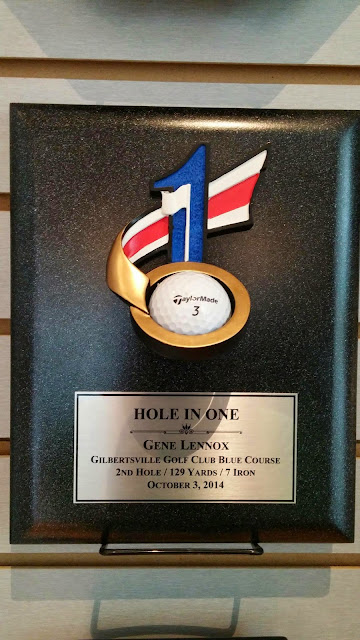 1
TaylorMade
3
HOLE IN ONE
GENE LENNOX
GILBERTSVILLE GOLF CLUB BLUE COURSE
2ND HOLE / 129 YARDS / 7 IRON
OCTOBER 3, 2014